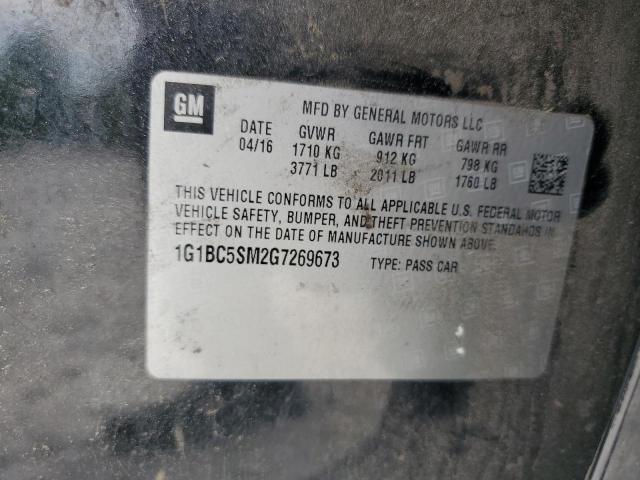 GM
MFD BY GENERAL MOTORS LLC
DATE GVWR GAWR FRT GAWR RR
04/16 1710 KG 912 KG 798 KG
3771 LB 2011 LB 1760 LB
THIS VEHICLE CONFORMS TO ALL APPLICABLE U.S. FEDERAL MOTOR
VEHICLE SAFETY, BUMPER, AND THEFT PREVENTION STANDARDS IN
EFFECT ON THE DATE OF MANUFACTURE SHOWN ABOVE.
1G1BC5SM2G7269673 TYPE: PASS CAR